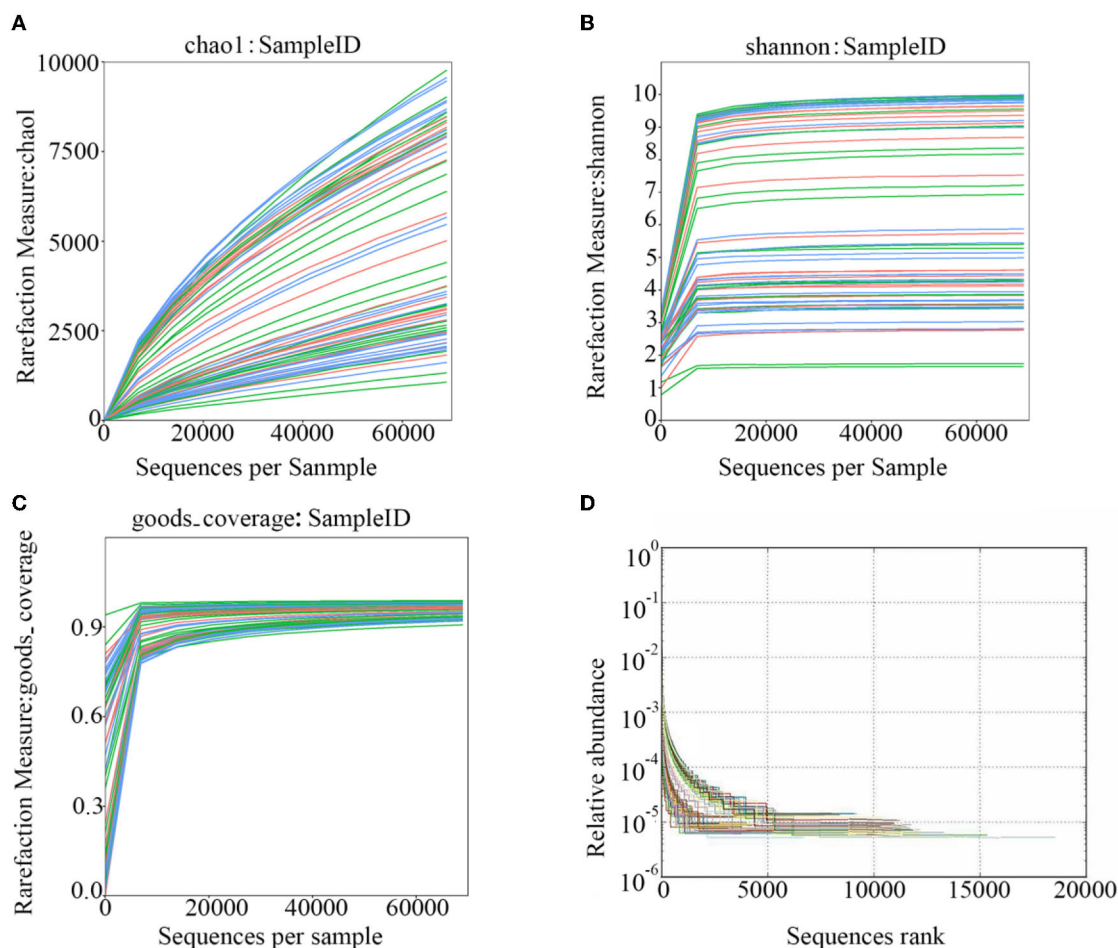 A
chao1: SampleID
Rarefaction Measure:chaol
10000
7500
5000
2500
0
0 20000 40000 60000
Sequences per Sanmple
B
shannon: SampleID
Rarefaction Measure:shannon
10
9
8
7
6
5
4
3
2
1
0
0 20000 40000 60000
Sequences per Sample
C
goods_coverage: SampleID
Rarefaction Measure:goods_coverage
0.9
0.6
0.3
0.0
0 20000 40000 60000
Sequences per sample
D
Relative abundance
10^0
10^-1
10^-2
10^-3
10^-4
10^-5
10^-6
0 5000 10000 15000 20000
Sequences rank